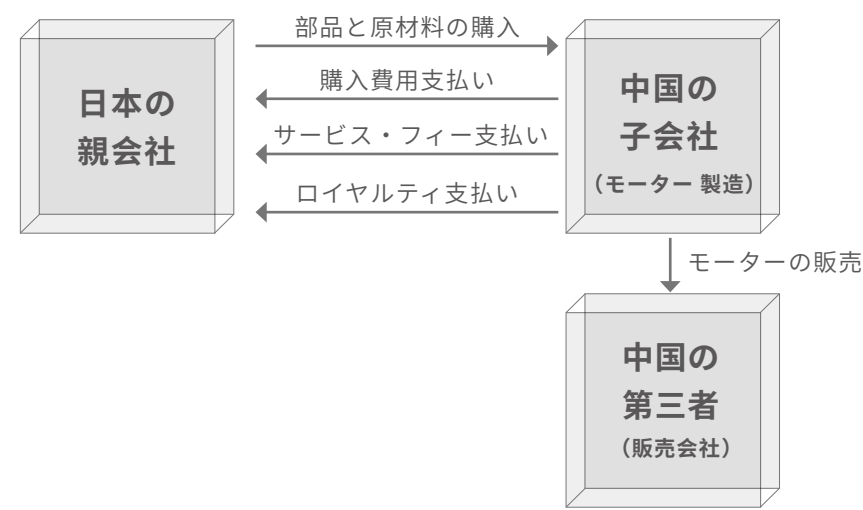 部品と原材料の購入
購入費用支払い
サービス・フィー支払い
ロイヤルティ支払い
日本の
親会社
中国の
子会社
（モーター 製造）
モーターの販売
中国の
第三者
（販売会社）